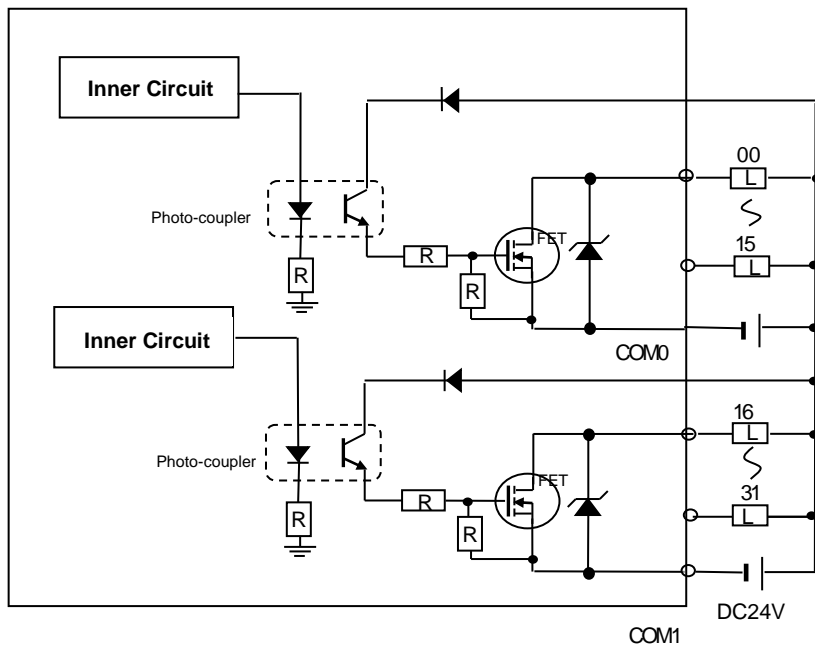 Inner Circuit
00
L
Photo-coupler
FET
15
R
L
R
R
Inner Circuit
COM0
16
L
Photo-coupler
FET
31
R
L
R
R
DC24V
COM1